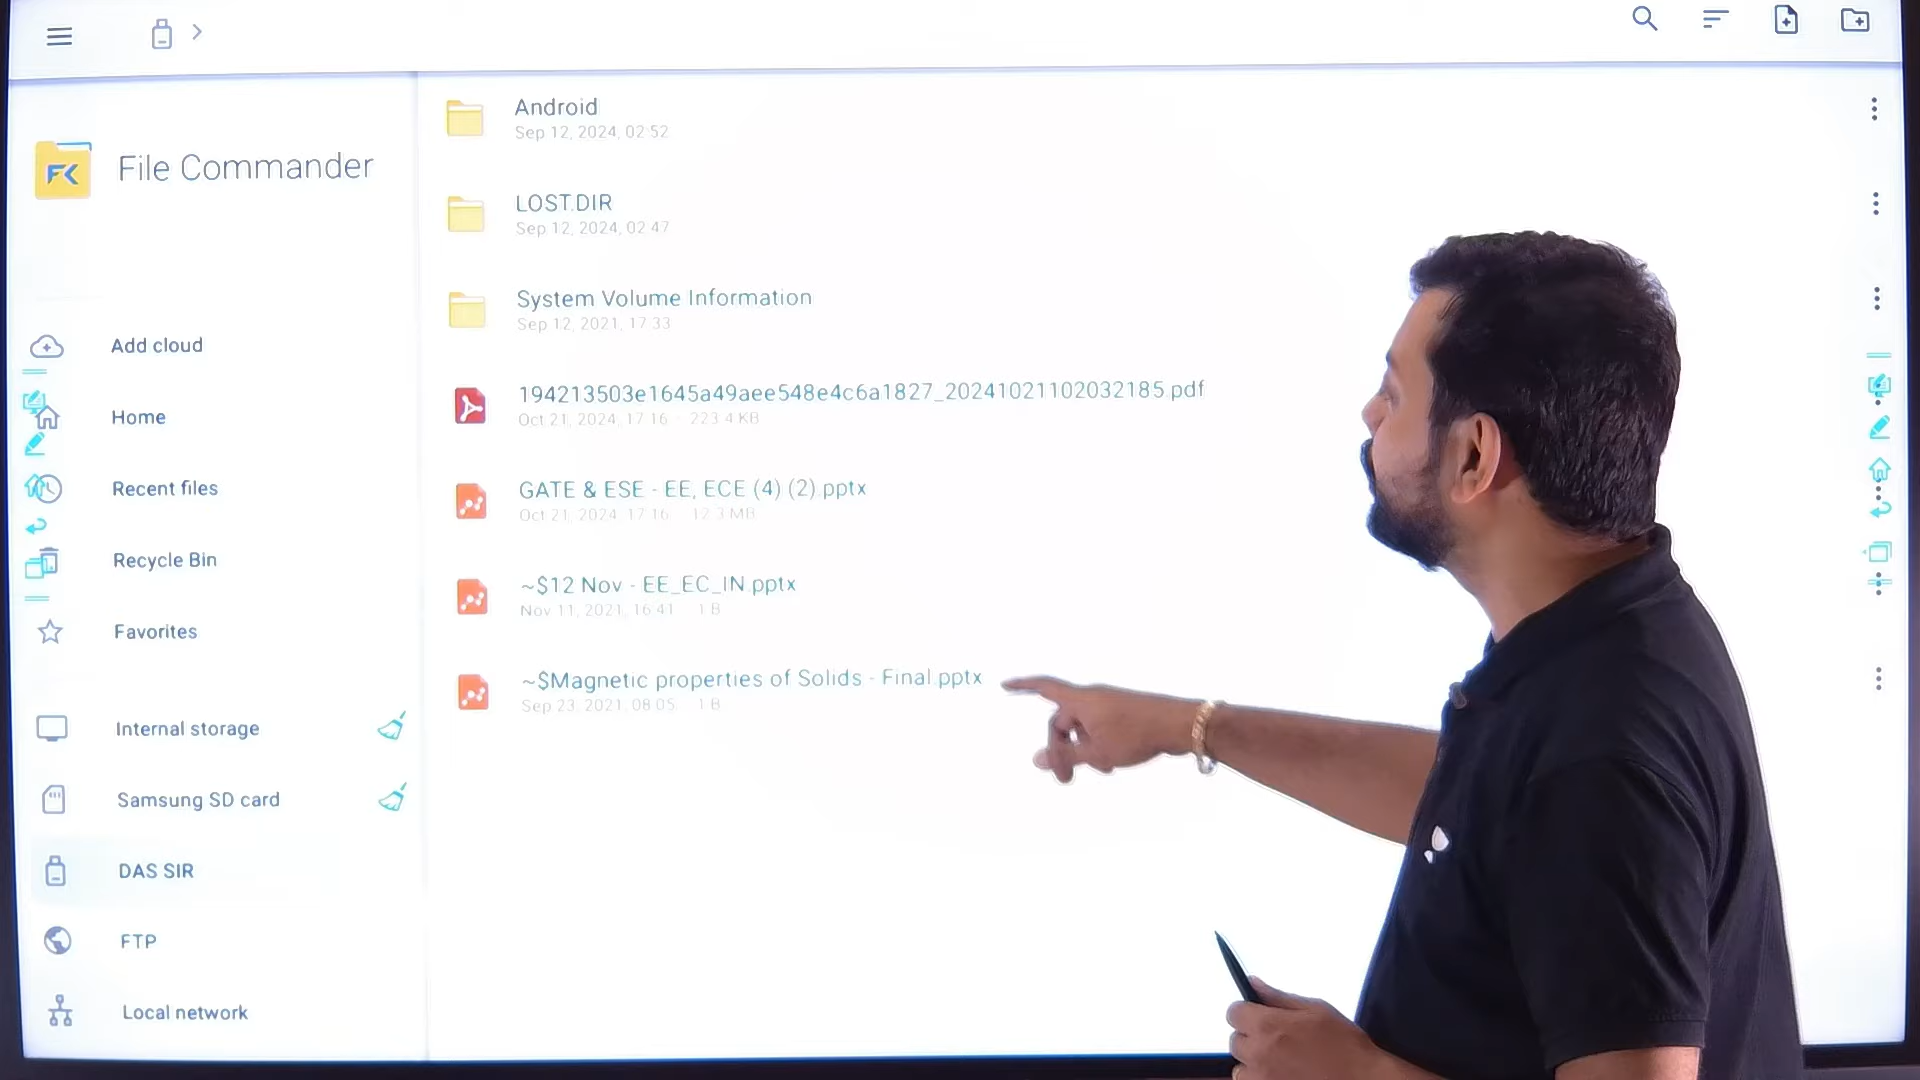 File Commander
Add cloud
Home
Recent files
Recycle Bin
Favorites
Internal storage
Samsung SD card
DAS SIR
FTP
Local network
Android
Sep 12, 2024, 02:52
LOST.DIR
Sep 12, 2024, 02:47
System Volume Information
Sep 12, 2021, 17:33
194213503e1645a49aee548e4c6a1827_20241021102032185.pdf
Oct 21, 2024, 17:16 · 223.4 KB
GATE & ESE - EE, ECE (4) (2).pptx
Oct 21, 2024, 17:16 12.3 MB
~$12 Nov - EE_EC_IN.pptx
Nov 11, 2021, 16:41 1 B
~$Magnetic properties of Solids - Final.pptx
Sep 23, 2021, 08:05 1 B